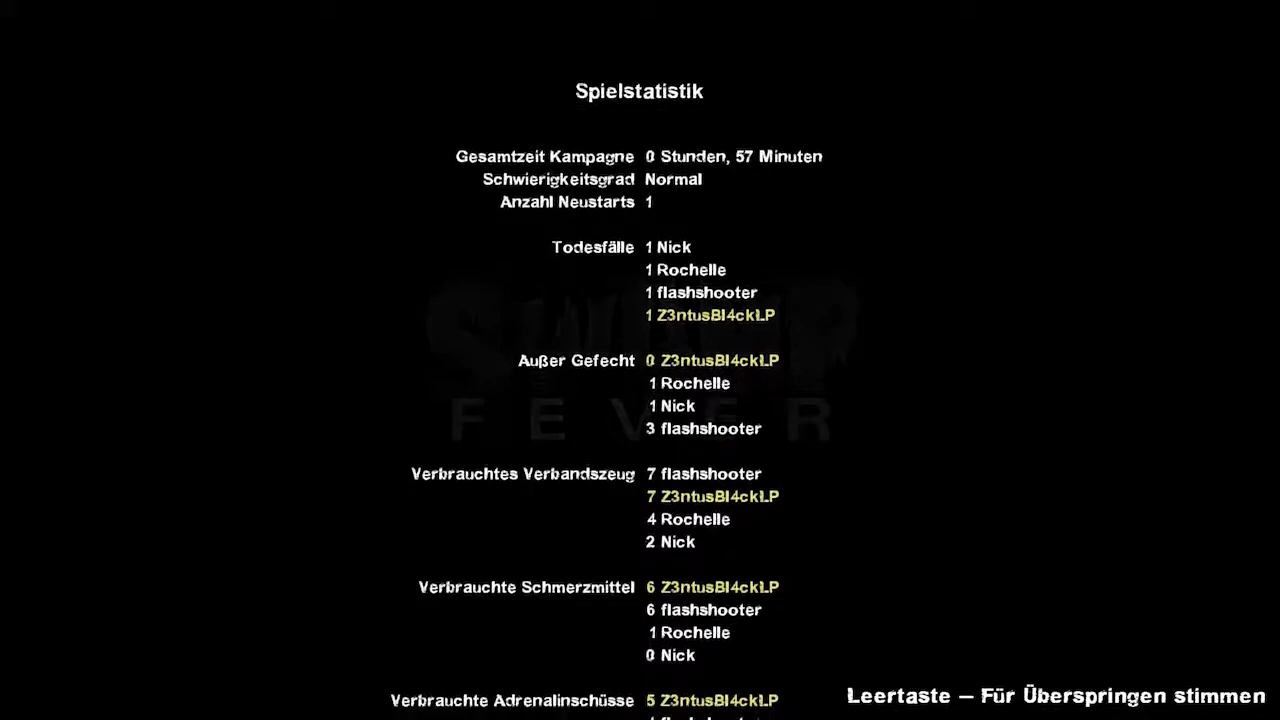 Spielstatistik
Gesamtzeit Kampagne 0 Stunden, 57 Minuten
Schwierigkeitsgrad Normal
Anzahl Neustarts 1
Todesfälle 1 Nick
1 Rochelle
1 flashshooter
1 Z3ntusBl4ckLP
Außer Gefecht 0 Z3ntusBl4ckLP
1 Rochelle
1 Nick
3 flashshooter
Verbrauchtes Verbandszeug 7 flashshooter
7 Z3ntusBl4ckLP
4 Rochelle
2 Nick
Verbrauchte Schmerzmittel 6 Z3ntusBl4ckLP
6 flashshooter
1 Rochelle
0 Nick
Verbrauchte Adrenalinschüsse 5 Z3ntusBl4ckLP
SWAMP
FEVER
Leertaste – Für Überspringen stimmen